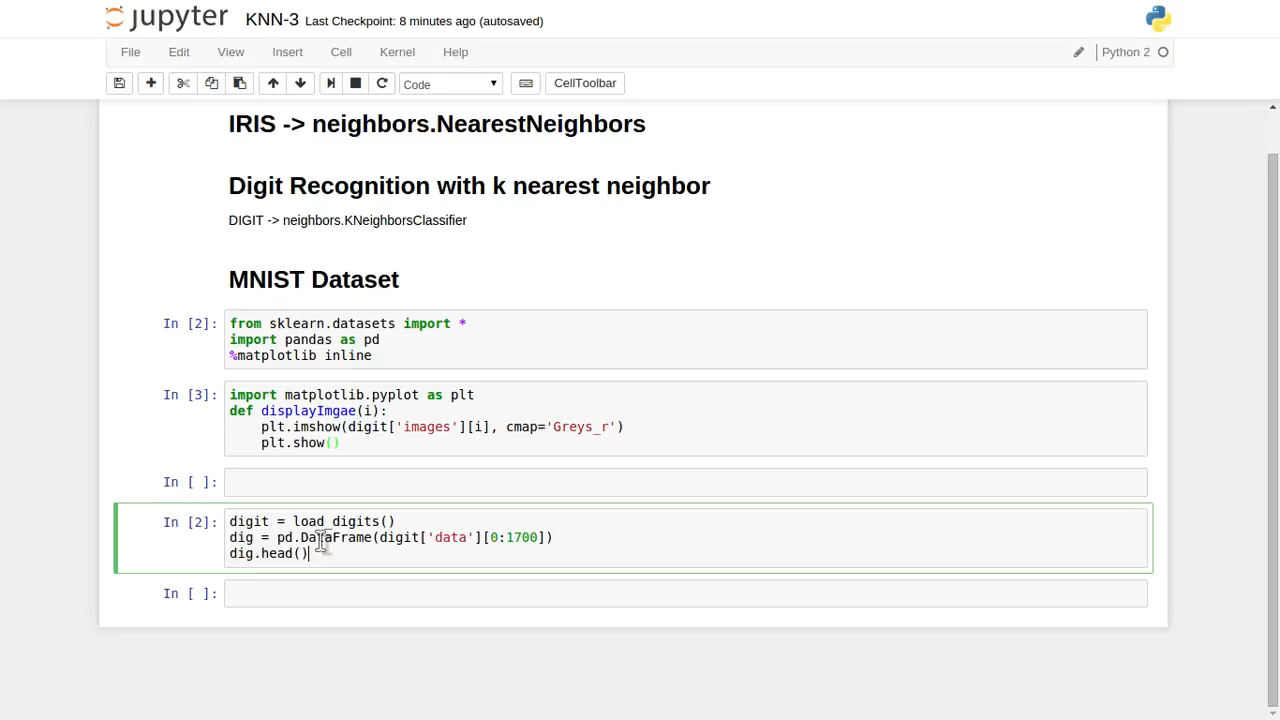 jupyter KNN-3 Last Checkpoint: 8 minutes ago (autosaved)
File Edit View Insert Cell Kernel Help Python 2
Code CellToolbar
IRIS -> neighbors.NearestNeighbors
Digit Recognition with k nearest neighbor
DIGIT -> neighbors.KNeighborsClassifier
MNIST Dataset
In [2]: from sklearn.datasets import *
import pandas as pd
%matplotlib inline
In [3]: import matplotlib.pyplot as plt
def displayImgae(i):
    plt.imshow(digit['images'][i], cmap='Greys_r')
    plt.show()
In [ ]:
In [2]: digit = load_digits()
dig = pd.DataFrame(digit['data'][0:1700])
dig.head()
In [ ]: